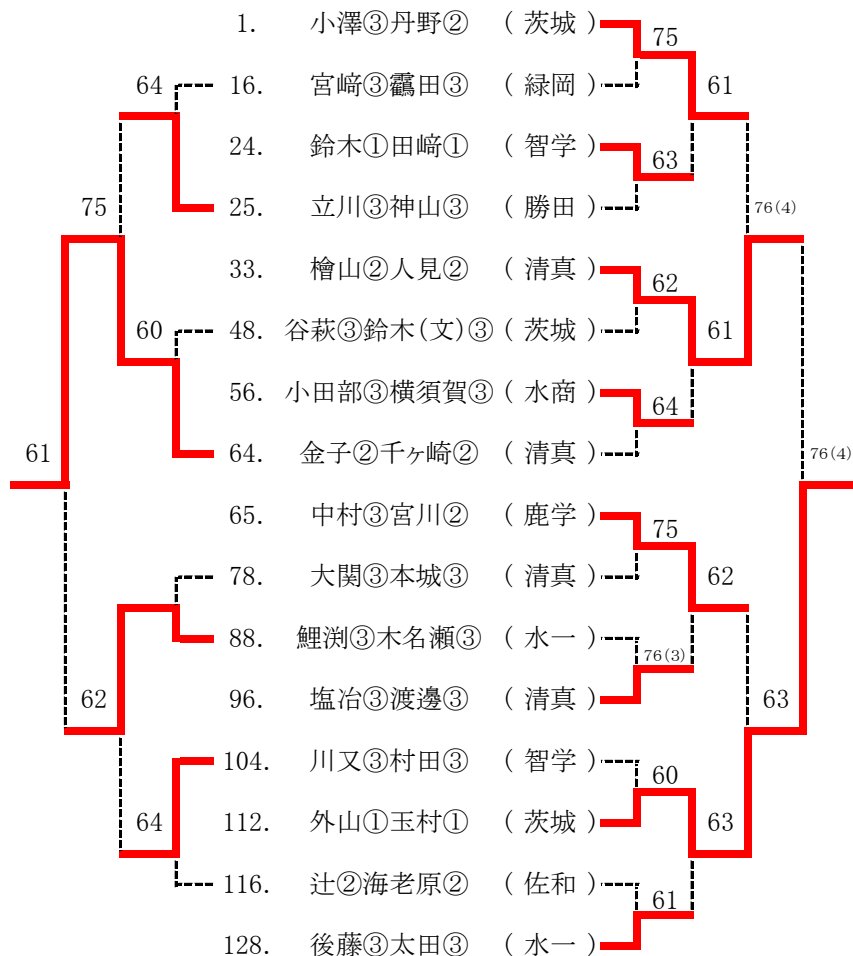 1. 小澤③丹野② ( 茨城 ) 75
64 16. 宮﨑③靏田③ ( 緑岡 ) 61
24. 鈴木①田﨑① ( 智学 ) 63
75 25. 立川③神山③ ( 勝田 ) 76(4)
33. 檜山②人見② ( 清真 ) 62
60 48. 谷萩③鈴木(文)③ ( 茨城 ) 61
56. 小田部③横須賀③ ( 水商 ) 64
61 64. 金子②千ヶ崎② ( 清真 ) 76(4)
65. 中村③宮川② ( 鹿学 ) 75
78. 大関③本城③ ( 清真 ) 62
88. 鯉渕③木名瀬③ ( 水一 ) 76(3)
62 96. 塩冶③渡邊③ ( 清真 ) 63
104. 川又③村田③ ( 智学 ) 60
64 112. 外山①玉村① ( 茨城 ) 63
116. 辻②海老原② ( 佐和 ) 61
128. 後藤③太田③ ( 水一 )